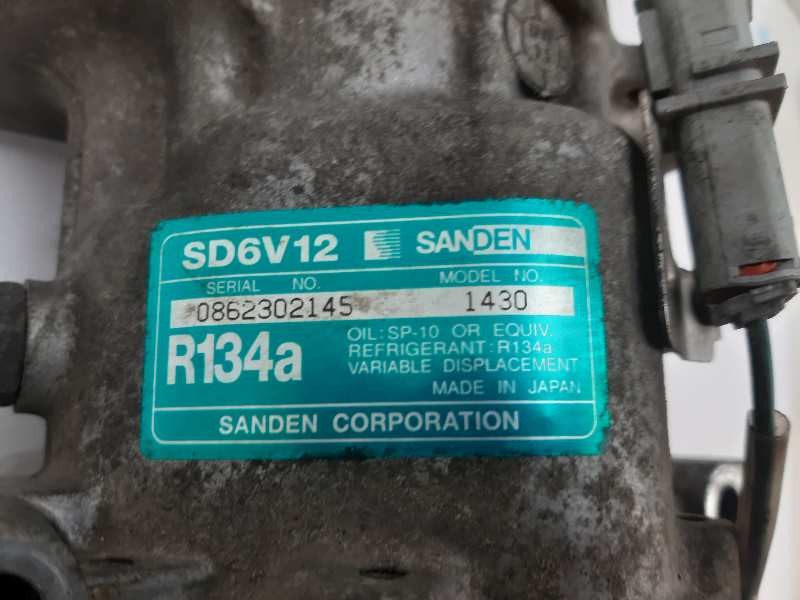 SD6V12 SANDEN
SERIAL NO. MODEL NO.
0862302145 1430
R134a
OIL: SP-10 OR EQUIV.
REFRIGERANT: R134a
VARIABLE DISPLACEMENT
MADE IN JAPAN
SANDEN CORPORATION